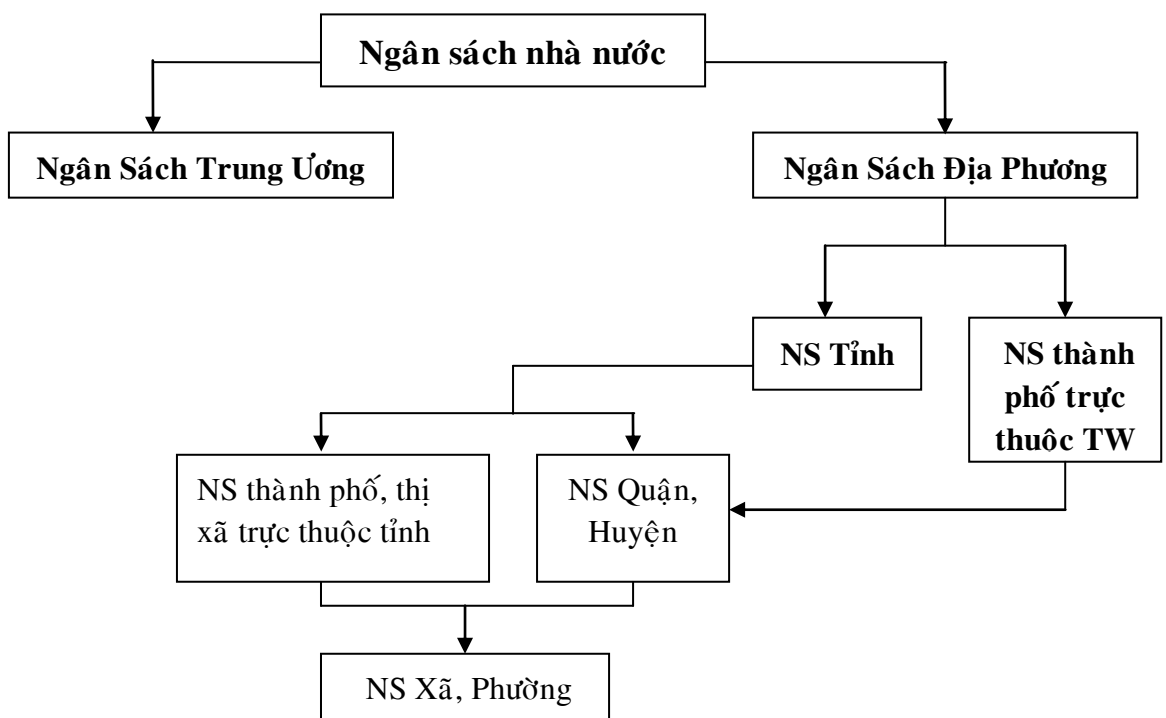 Ngân sách nhà nước
Ngân Sách Trung Ương
Ngân Sách Địa Phương
NS Tỉnh
NS thành
phố trực
thuôc TW
NS thành phố, thị
xã trực thuộc tỉnh
NS Quận,
Huyện
NS Xã, Phường